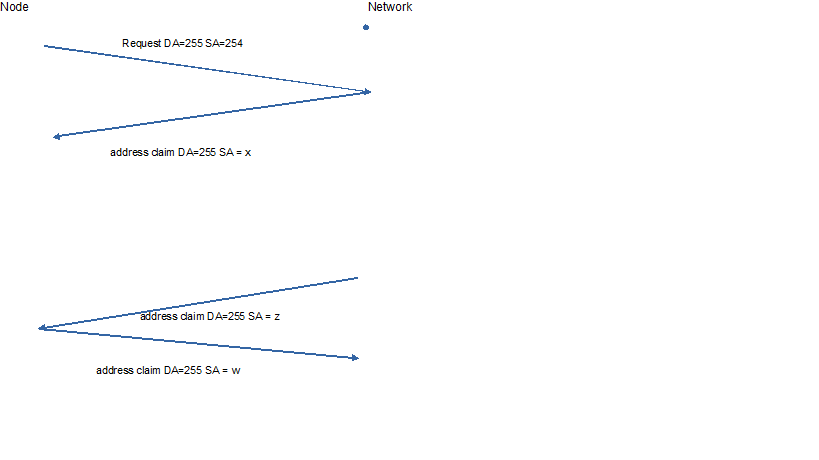 Node
Network
Request DA=255 SA=254
address claim DA=255 SA = x
address claim DA=255 SA = z
address claim DA=255 SA = w